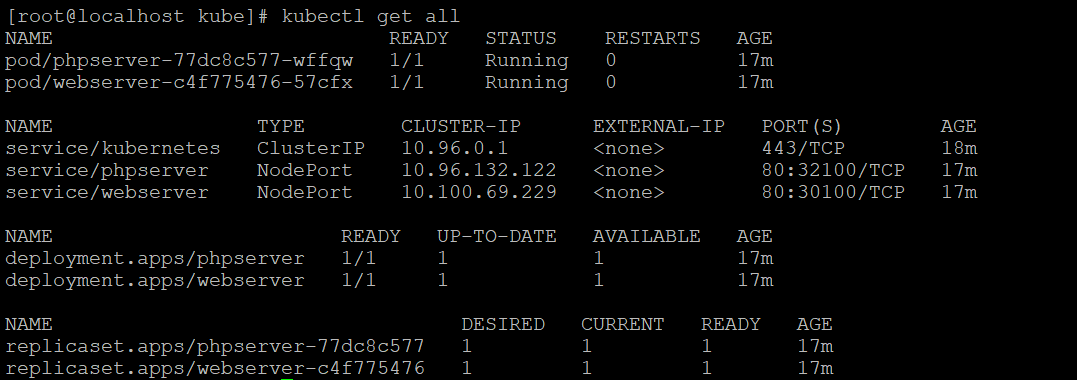 [root@localhost kube]# kubectl get all
NAME READY STATUS RESTARTS AGE
pod/phpserver-77dc8c577-wffqw 1/1 Running 0 17m
pod/webserver-c4f775476-57cfx 1/1 Running 0 17m
NAME TYPE CLUSTER-IP EXTERNAL-IP PORT(S) AGE
service/kubernetes ClusterIP 10.96.0.1 <none> 443/TCP 18m
service/phpserver NodePort 10.96.132.122 <none> 80:32100/TCP 17m
service/webserver NodePort 10.100.69.229 <none> 80:30100/TCP 17m
NAME READY UP-TO-DATE AVAILABLE AGE
deployment.apps/phpserver 1/1 1 1 17m
deployment.apps/webserver 1/1 1 1 17m
NAME DESIRED CURRENT READY AGE
replicaset.apps/phpserver-77dc8c577 1 1 1 17m
replicaset.apps/webserver-c4f775476 1 1 1 17m